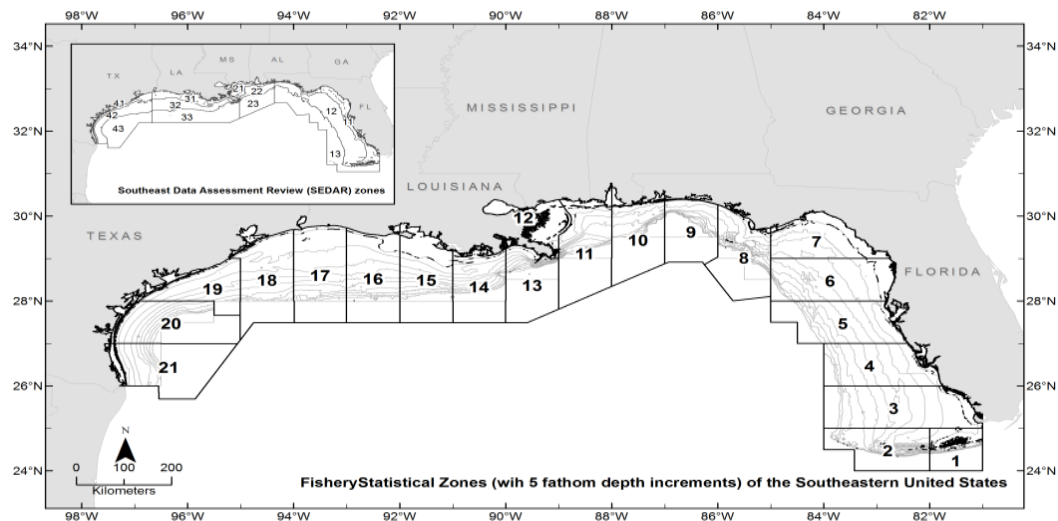 98°W 96°W 94°W 92°W 90°W 88°W 86°W 84°W 82°W
34°N 34°N
TX LA MS AL GA
FL
21 22
41 31 23
32 12
42 11
33
43
13
Southeast Data Assessment Review (SEDAR) zones
MISSISSIPPI
GEORGIA
32°N 32°N
LOUISIANA
30°N 30°N
TEXAS
FLORIDA
12
7
9
10
11
8
6
19 18 17 16 15 14 13
28°N 28°N
20
5
21
4
26°N 26°N
3
N
2
1
24°N 24°N
0 100 200
Kilometers
FisheryStatistical Zones (wih 5 fathom depth increments) of the Southeastern United States
98°W 96°W 94°W 92°W 90°W 88°W 86°W 84°W 82°W